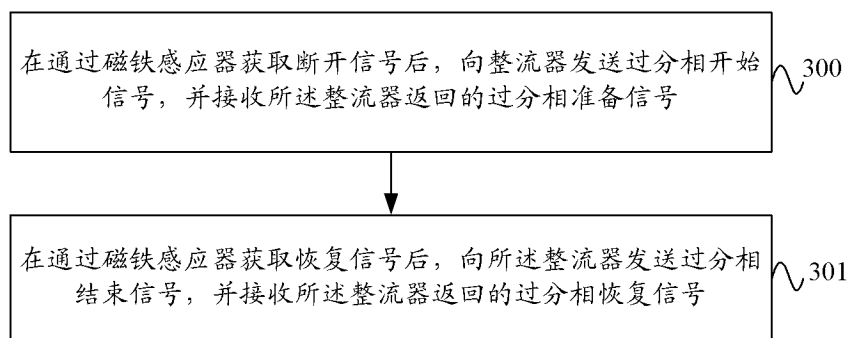 在通过磁铁感应器获取断开信号后，向整流器发送过分相开始
信号，并接收所述整流器返回的过分相准备信号
300
在通过磁铁感应器获取恢复信号后，向所述整流器发送过分相
结束信号，并接收所述整流器返回的过分相恢复信号
301